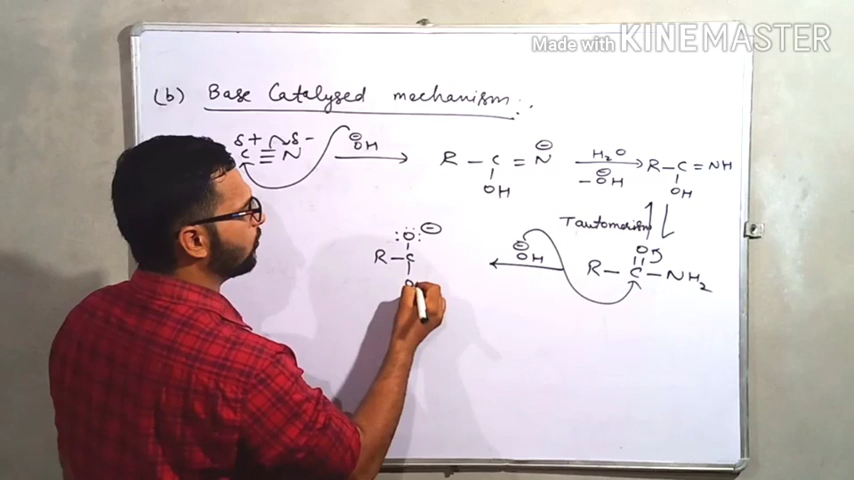 Made with KINEMASTER
(b) Base Catalysed mechanism:.
δ+ δ-
C ≡ N
⊖OH
R - C = N⊖
OH
H2O
-⊖OH
R - C = NH
OH
Tautomerism
O
R - C - NH2
⊖OH
:Ö: ⊖
R - C